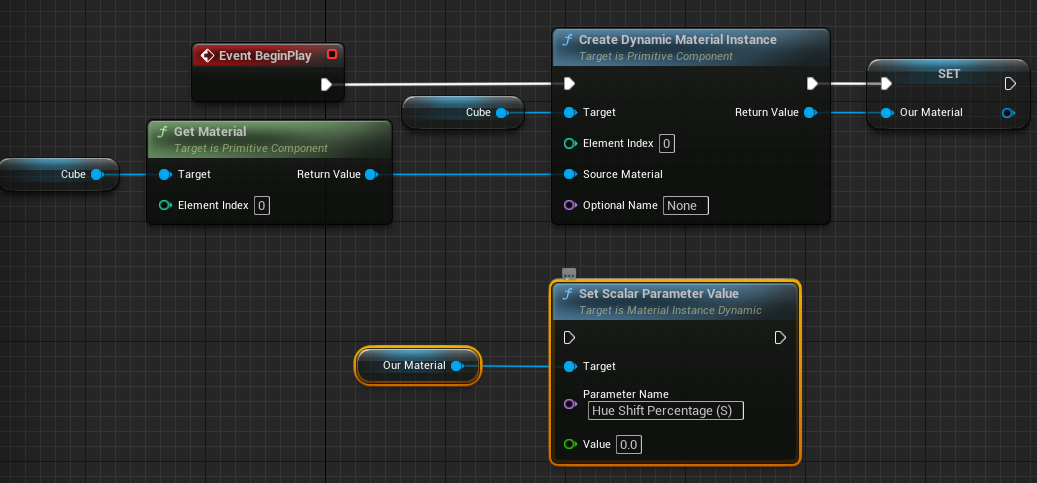 Event BeginPlay
Create Dynamic Material Instance
Target is Primitive Component
SET
Cube
Target
Return Value
Our Material
Get Material
Target is Primitive Component
Element Index 0
Cube
Target
Return Value
Source Material
Element Index 0
Optional Name None
Set Scalar Parameter Value
Target is Material Instance Dynamic
Our Material
Target
Parameter Name
Hue Shift Percentage (S)
Value 0.0